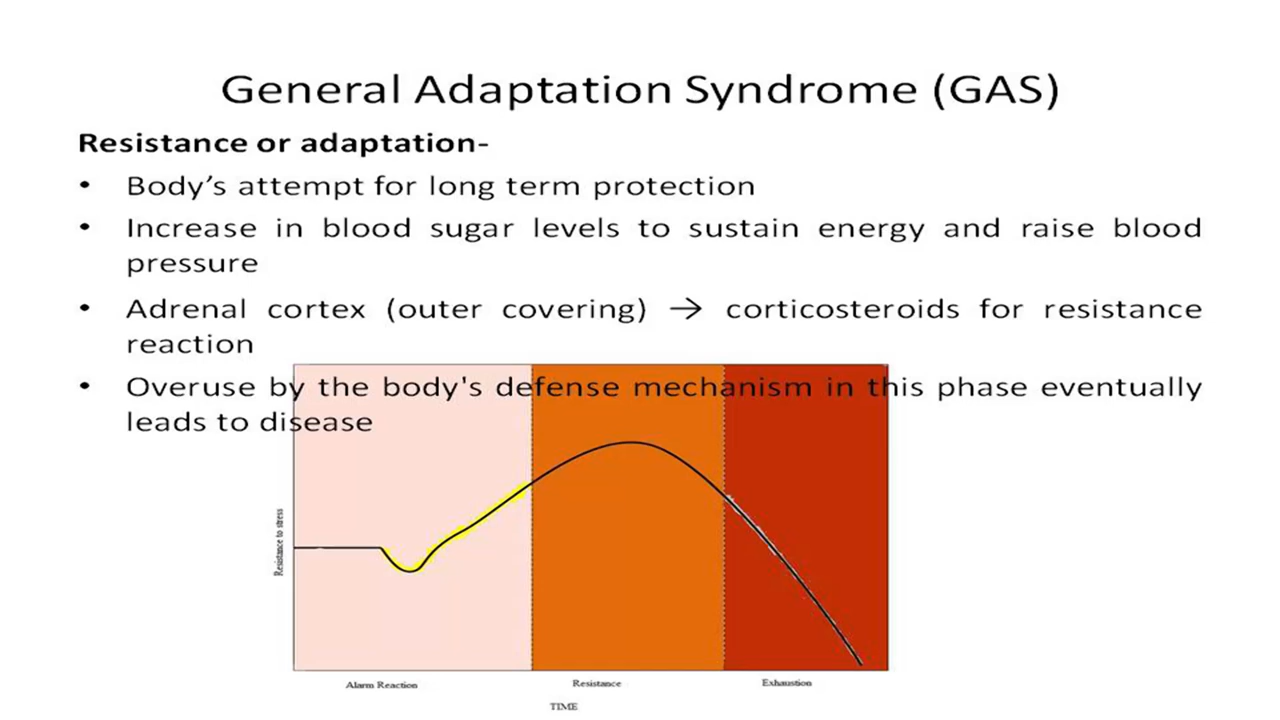 General Adaptation Syndrome (GAS)
Resistance or adaptation-
• Body’s attempt for long term protection
• Increase in blood sugar levels to sustain energy and raise blood
pressure
• Adrenal cortex (outer covering) → corticosteroids for resistance
reaction
• Overuse by the body's defense mechanism in this phase eventually
leads to disease
Resistance to stress
Alarm Reaction
Resistance
Exhaustion
TIME